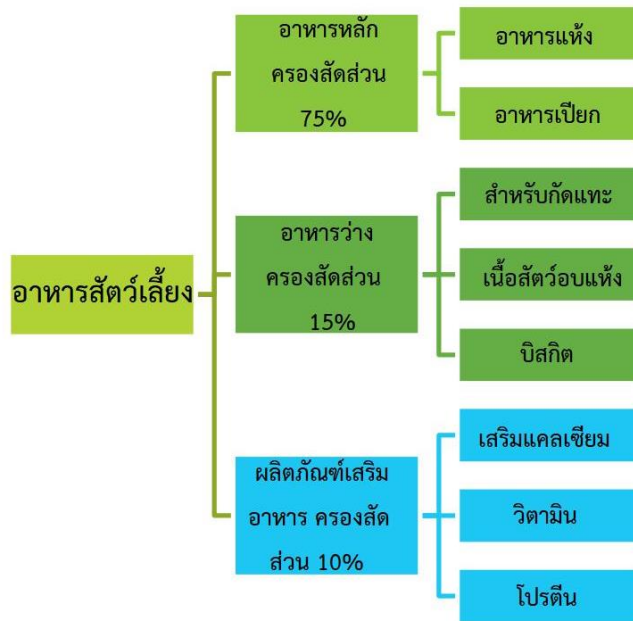 อาหารสัตว์เลี้ยง
อาหารหลัก
ครองสัดส่วน
75%
อาหารแห้ง
อาหารเปียก
อาหารว่าง
ครองสัดส่วน
15%
สำหรับกัดแทะ
เนื้อสัตว์อบแห้ง
บิสกิต
ผลิตภัณฑ์เสริม
อาหาร ครองสัด
ส่วน 10%
เสริมแคลเซียม
วิตามิน
โปรตีน